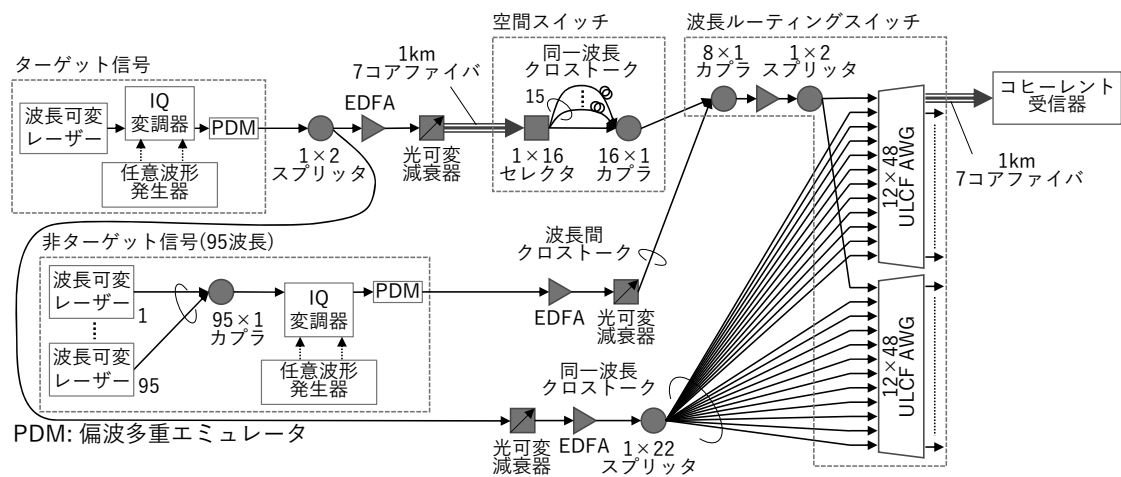 空間スイッチ
波長ルーティングスイッチ
ターゲット信号
波長可変
レーザー
IQ
変調器
PDM
任意波形
発生器
1×2
スプリッタ
EDFA
光可変
減衰器
1km
7コアファイバ
同一波長
クロストーク
15
1×16
セレクタ
16×1
カプラ
8×1
カプラ
1×2
スプリッタ
12×48
ULCF AWG
コヒーレント
受信器
1km
7コアファイバ
非ターゲット信号(95波長)
波長可変
レーザー
1
波長可変
レーザー
95
95×1
カプラ
IQ
変調器
PDM
任意波形
発生器
波長間
クロストーク
EDFA
光可変
減衰器
同一波長
クロストーク
12×48
ULCF AWG
光可変
減衰器
EDFA
1×22
スプリッタ
PDM: 偏波多重エミュレータ